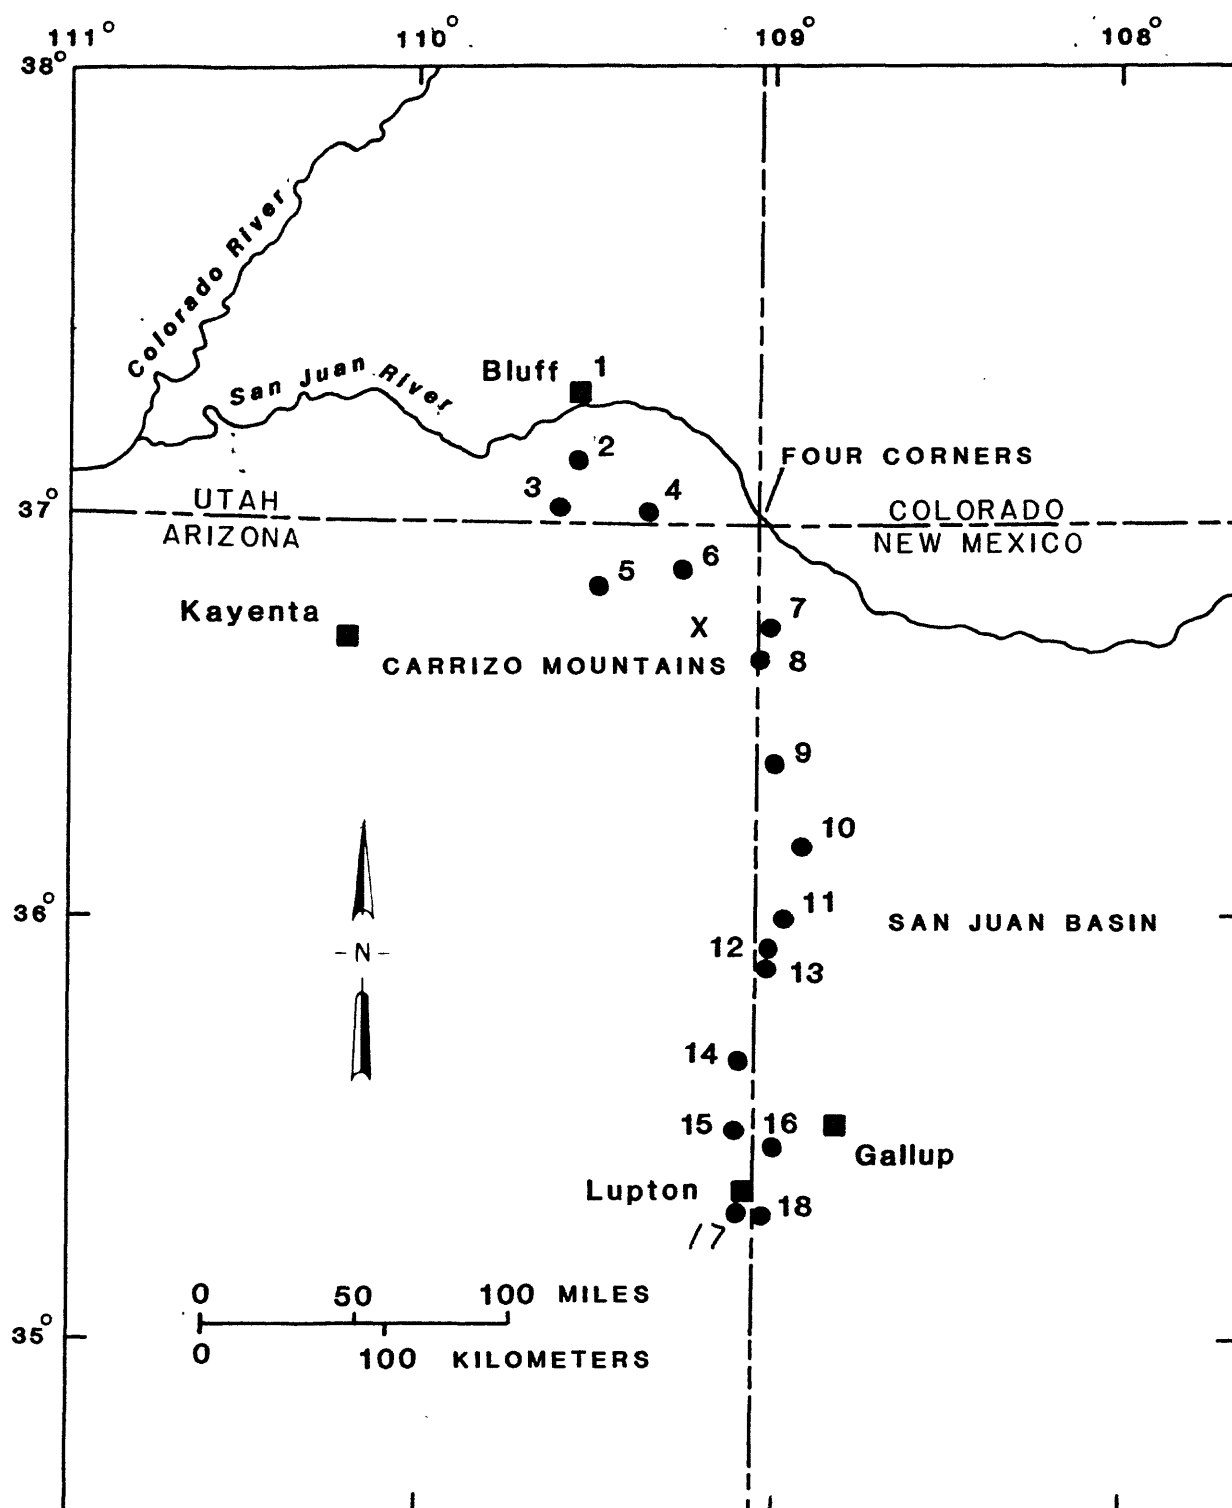 111° 110° 109° 108°
38°
Colorado River
San Juan River
Bluff 1
2
FOUR CORNERS
3 4
37°
UTAH COLORADO
ARIZONA NEW MEXICO
6
5
Kayenta
7
X
CARRIZO MOUNTAINS 8
9
10
11
36°
SAN JUAN BASIN
12
-N-
13
14
15 16
Gallup
Lupton
18
17
0 50 100 MILES
35°
0 100 KILOMETERS